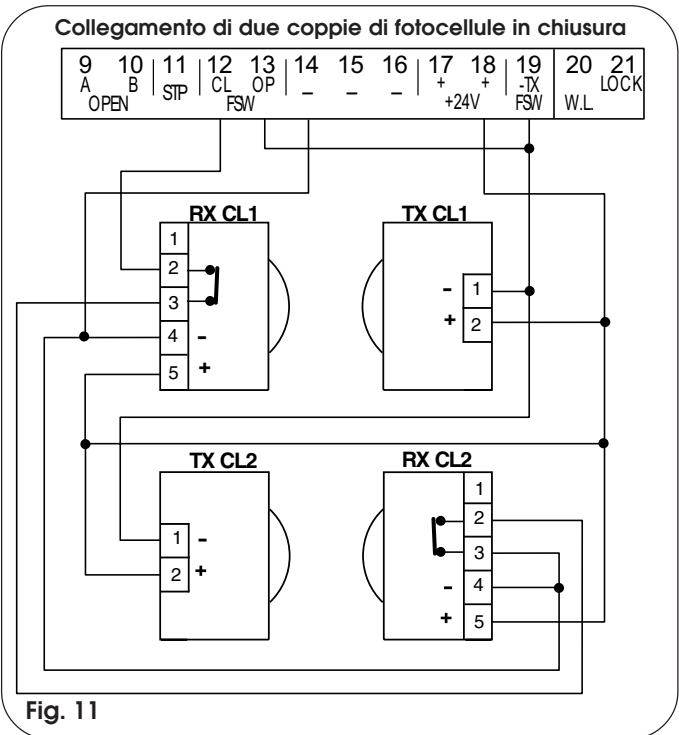 Collegamento di due coppie di fotocellule in chiusura
9 10 11 12 13 14 15 16 17 18 19 20 21
A B STP CL OP - - - + + -TX W.L. LOCK
OPEN FSW +24V FSW
RX CL1
1
2
3
4 -
5 +
TX CL1
- 1
+ 2
TX CL2
1 -
2 +
RX CL2
1
2
3
- 4
+ 5
Fig. 11